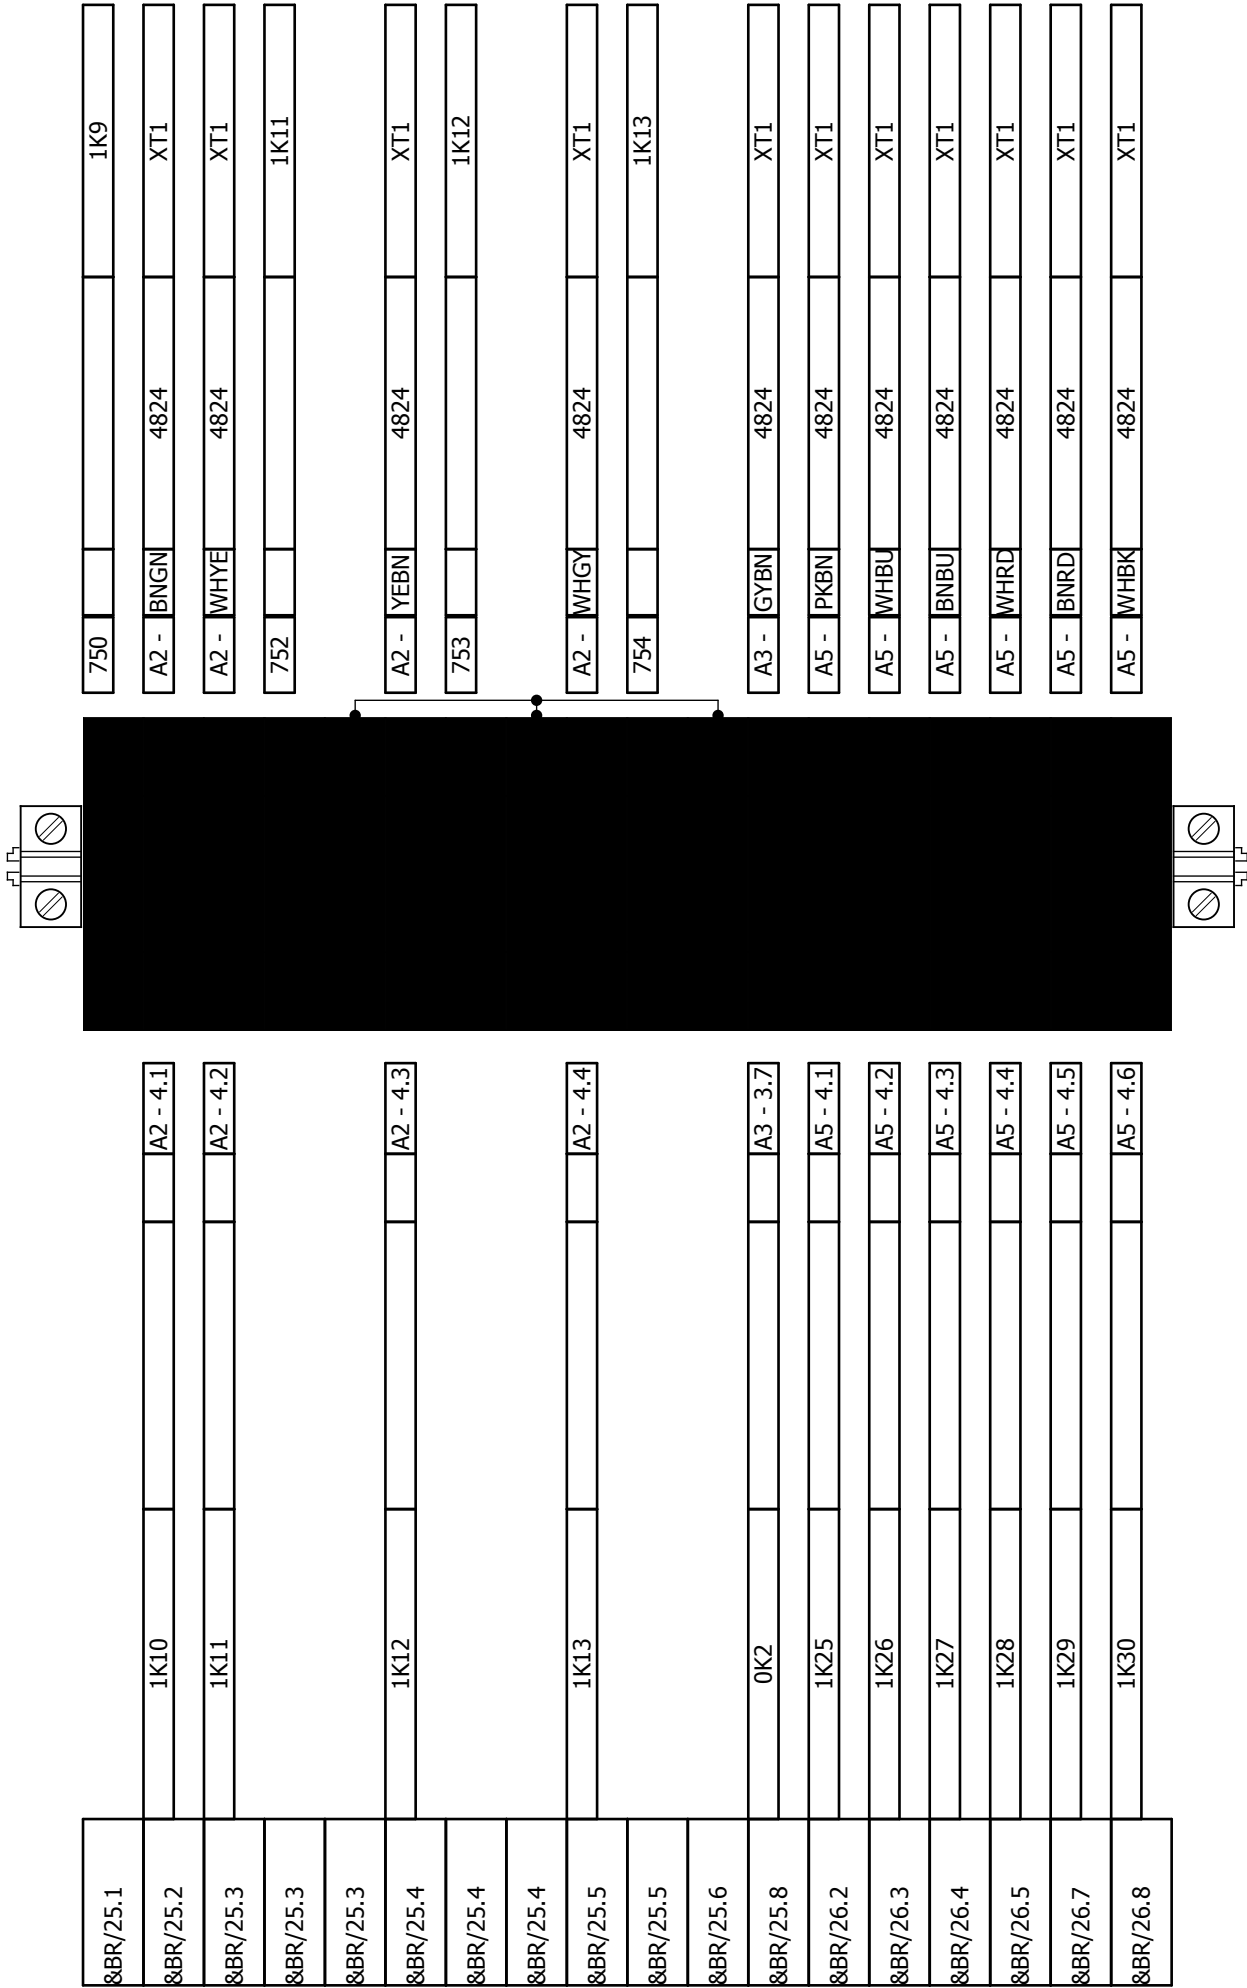 1K9
XT1
XT1
1K11
XT1
1K12
XT1
1K13
XT1
XT1
XT1
XT1
XT1
XT1
XT1
4824
4824
4824
4824
4824
4824
4824
4824
4824
4824
4824
BNGN
WHYE
YEBN
WHGY
GYBN
PKBN
WHBU
BNBU
WHRD
BNRD
WHBK
750
A2 -
A2 -
752
A2 -
753
A2 -
754
A3 -
A5 -
A5 -
A5 -
A5 -
A5 -
A5 -
A2 - 4.1
A2 - 4.2
A2 - 4.3
A2 - 4.4
A3 - 3.7
A5 - 4.1
A5 - 4.2
A5 - 4.3
A5 - 4.4
A5 - 4.5
A5 - 4.6
1K10
1K11
1K12
1K13
0K2
1K25
1K26
1K27
1K28
1K29
1K30
&BR/25.1
&BR/25.2
&BR/25.3
&BR/25.3
&BR/25.3
&BR/25.4
&BR/25.4
&BR/25.4
&BR/25.5
&BR/25.5
&BR/25.6
&BR/25.8
&BR/26.2
&BR/26.3
&BR/26.4
&BR/26.5
&BR/26.7
&BR/26.8